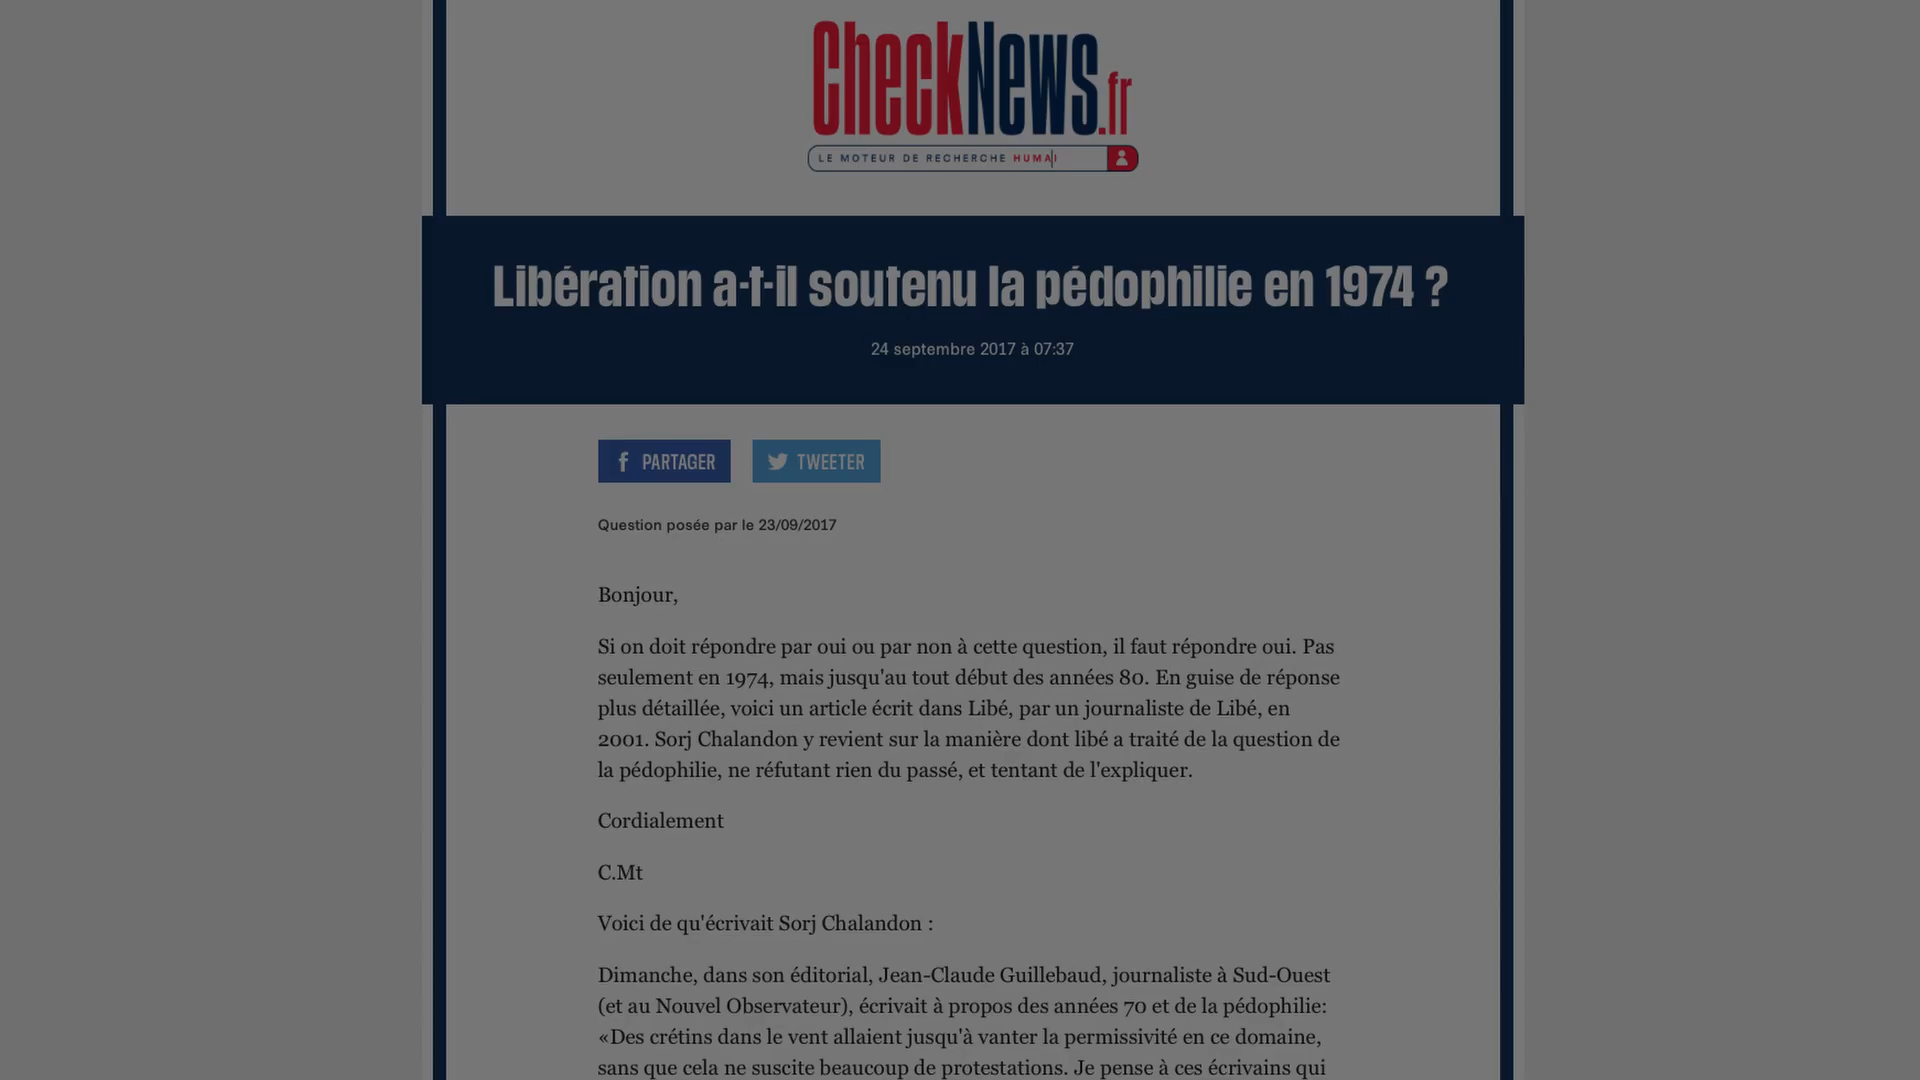 CheckNews.fr
LE MOTEUR DE RECHERCHE HUMAI
Libération a-t-il soutenu la pédophilie en 1974 ?
24 septembre 2017 à 07:37
PARTAGER
TWEETER
Question posée par le 23/09/2017
Bonjour,
Si on doit répondre par oui ou par non à cette question, il faut répondre oui. Pas
seulement en 1974, mais jusqu'au tout début des années 80. En guise de réponse
plus détaillée, voici un article écrit dans Libé, par un journaliste de Libé, en
2001. Sorj Chalandon y revient sur la manière dont libé a traité de la question de
la pédophilie, ne réfutant rien du passé, et tentant de l'expliquer.
Cordialement
C.Mt
Voici de qu'écrivait Sorj Chalandon :
Dimanche, dans son éditorial, Jean-Claude Guillebaud, journaliste à Sud-Ouest
(et au Nouvel Observateur), écrivait à propos des années 70 et de la pédophilie:
«Des crétins dans le vent allaient jusqu'à vanter la permissivité en ce domaine,
sans que cela ne suscite beaucoup de protestations. Je pense à ces écrivains qui